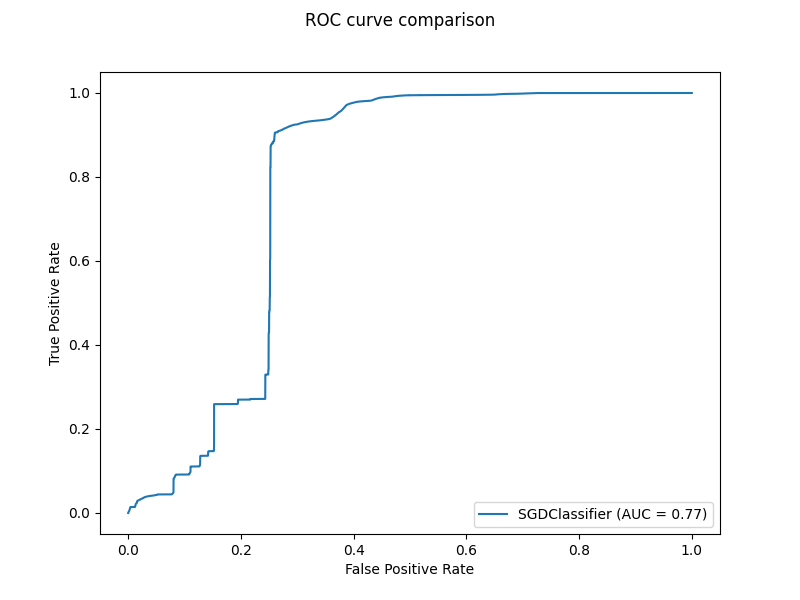 ROC curve comparison
True Positive Rate
1.0
0.8
0.6
0.4
0.2
0.0
SGDClassifier (AUC = 0.77)
0.0 0.2 0.4 0.6 0.8 1.0
False Positive Rate